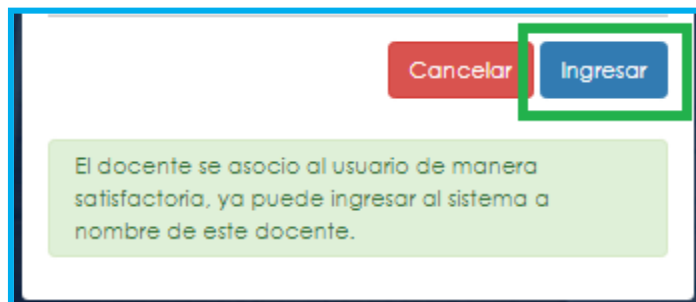 Cancelar Ingresar
El docente se asocio al usuario de manera
satisfactoria, ya puede ingresar al sistema a
nombre de este docente.